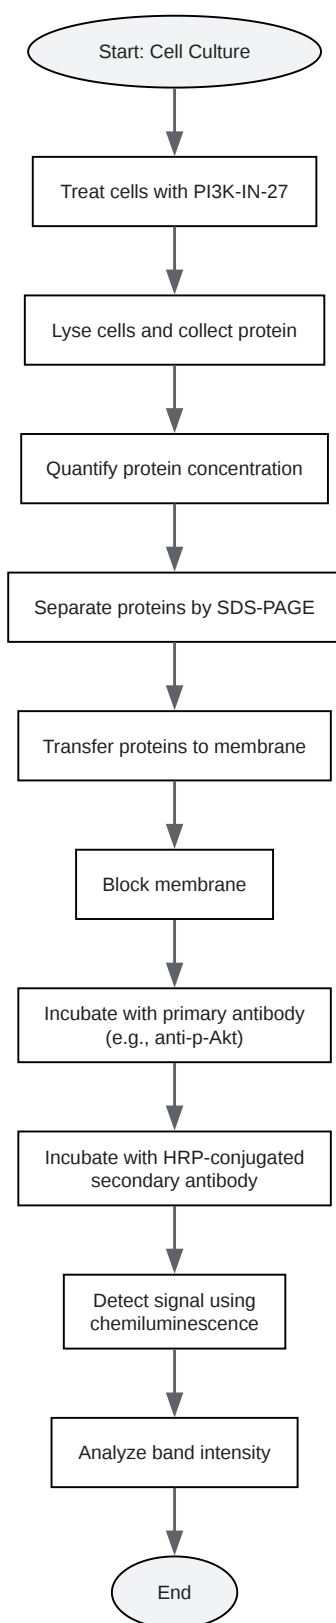 Start: Cell Culture
Treat cells with PI3K-IN-27
Lyse cells and collect protein
Quantify protein concentration
Separate proteins by SDS-PAGE
Transfer proteins to membrane
Block membrane
Incubate with primary antibody
(e.g., anti-p-Akt)
Incubate with HRP-conjugated
secondary antibody
Detect signal using
chemiluminescence
Analyze band intensity
End